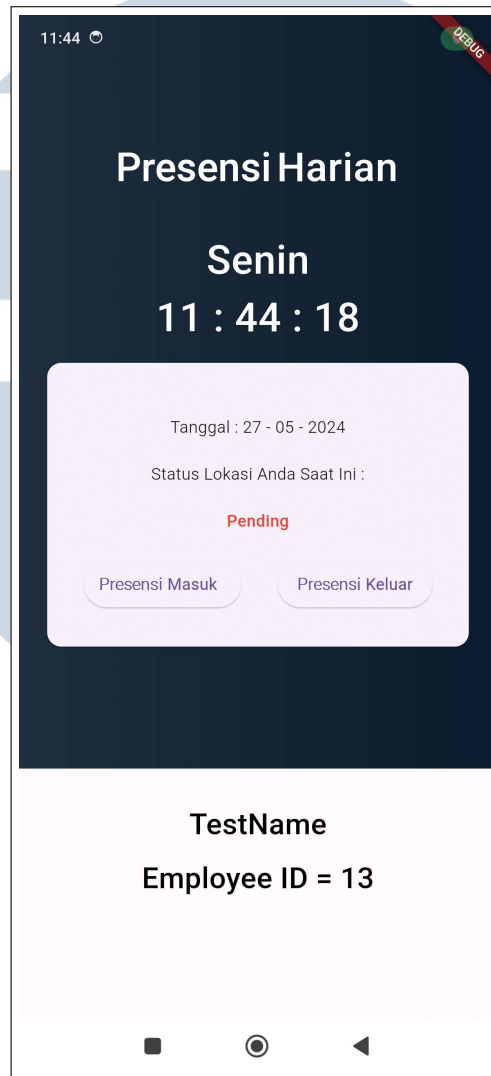 11:44
DEBUG
Presensi Harian
Senin
11 : 44 : 18
Tanggal : 27 - 05 - 2024
Status Lokasi Anda Saat Ini :
Pending
Presensi Masuk Presensi Keluar
TestName
Employee ID = 13